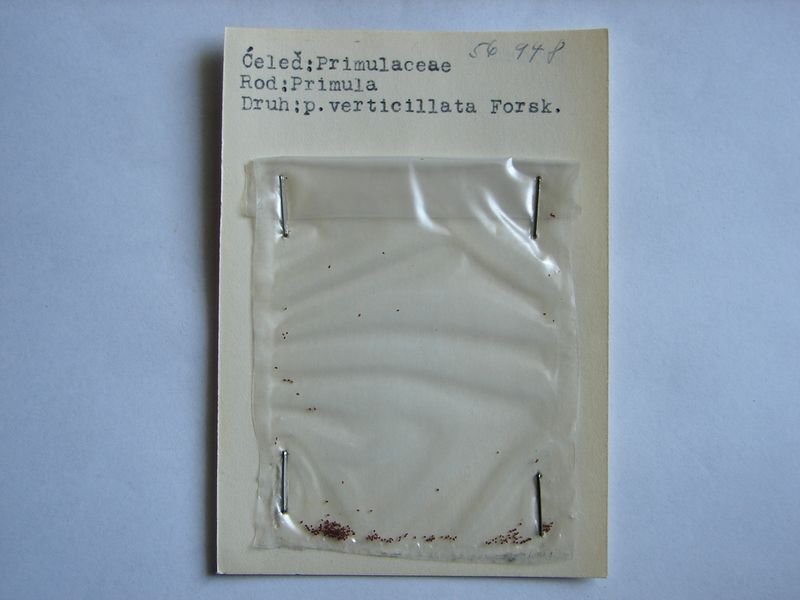 Čeleď;Primulaceae 56 948
Rod;Primula
Druh;p.verticillata Forsk.